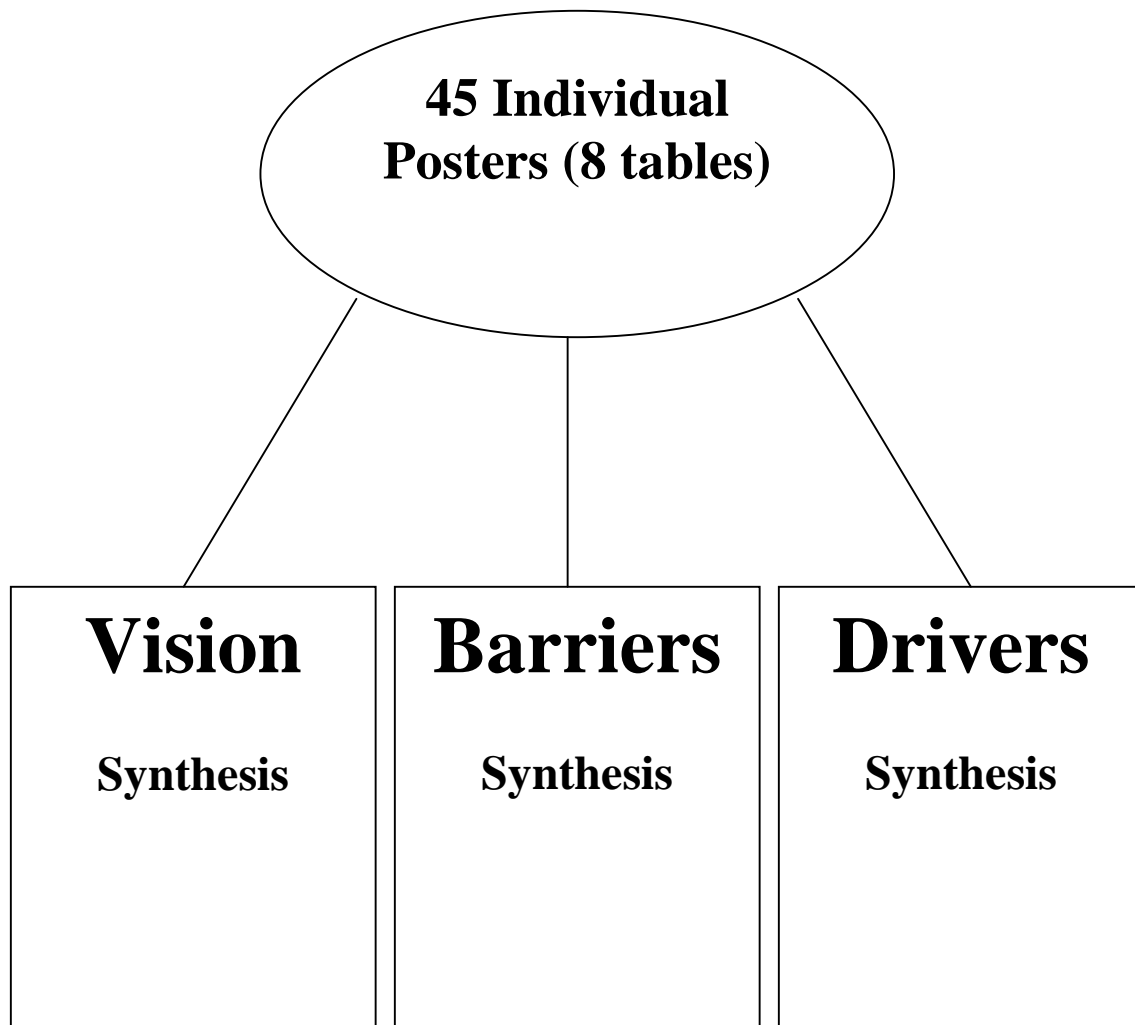 45 Individual
Posters (8 tables)
Vision
Synthesis
Barriers
Synthesis
Drivers
Synthesis